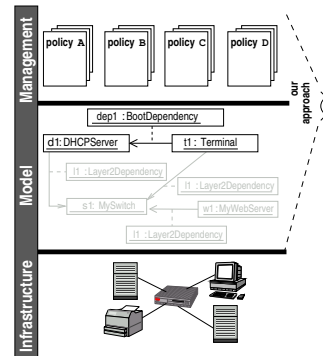 Management
policy A
policy B
policy C
policy D
our approach
Model
dep1 :BootDependency
d1:DHCPServer
t1: Terminal
l1 :Layer2Dependency
l1 :Layer2Dependency
s1: MySwitch
w1:MyWebServer
l1 :Layer2Dependency
Infrastructure